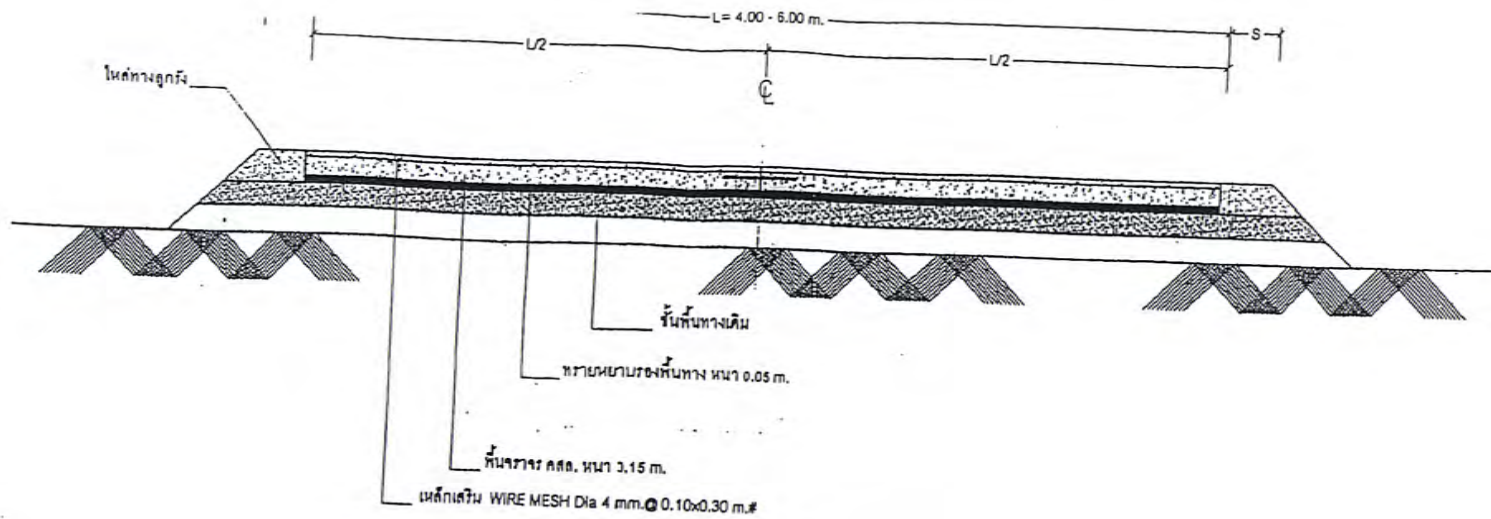 L= 4.00 - 6.00 m.
S
L/2
L/2
ไหล่ทางลูกรัง
℄
ชั้นพื้นทางเดิม
ทรายหยาบรองพื้นทาง หนา 0.05 m.
พื้นจราจร คสล. หนา 0.15 m.
เหล็กเสริม WIRE MESH Dia 4 mm.@ 0.10x0.30 m.#